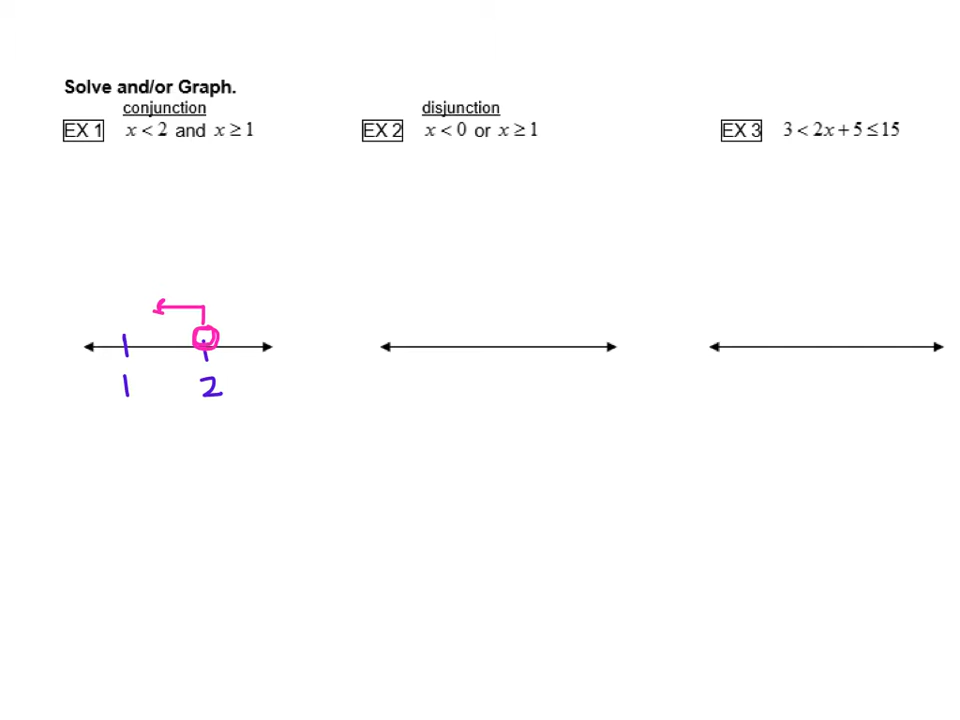 Solve and/or Graph.
conjunction
disjunction
EX 1 x < 2 and x ≥ 1
EX 2 x < 0 or x ≥ 1
EX 3 3 < 2x + 5 ≤ 15
1 2